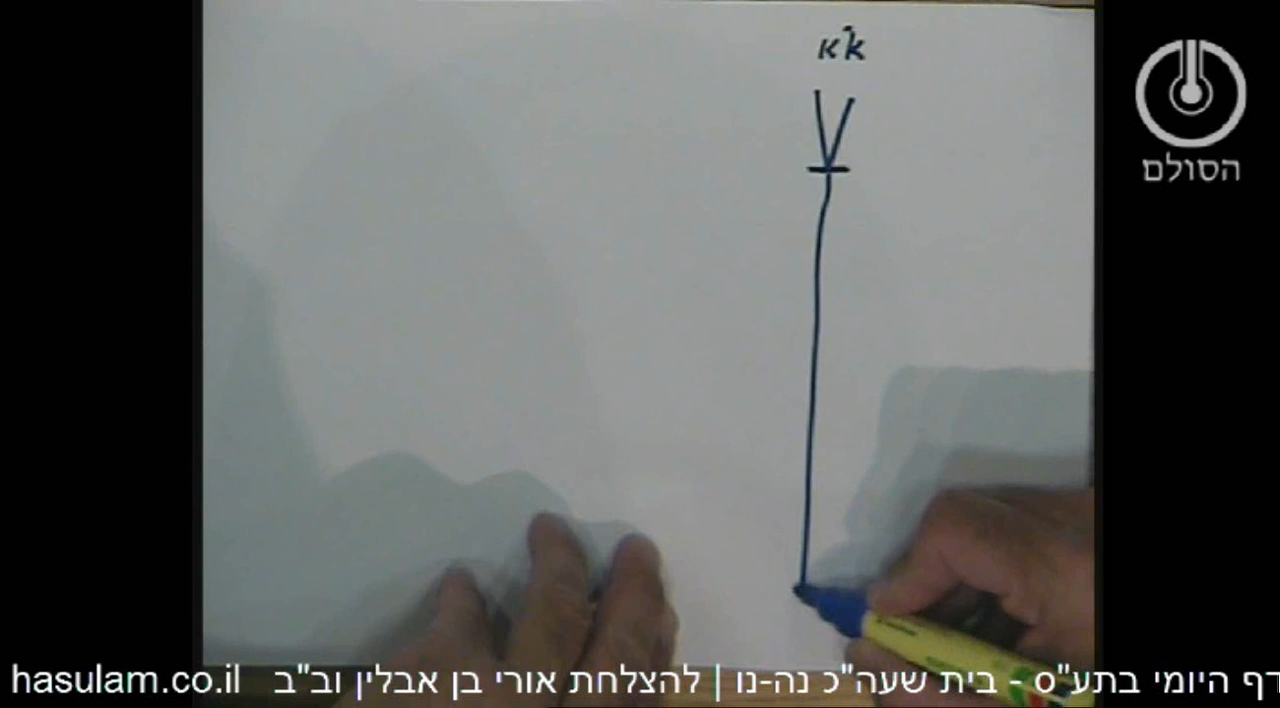 א"א
הסולם
דף היומי בתע"ס - בית שעה"כ נה-נו | להצלחת אורי בן אבלין וב"ב hasulam.co.il